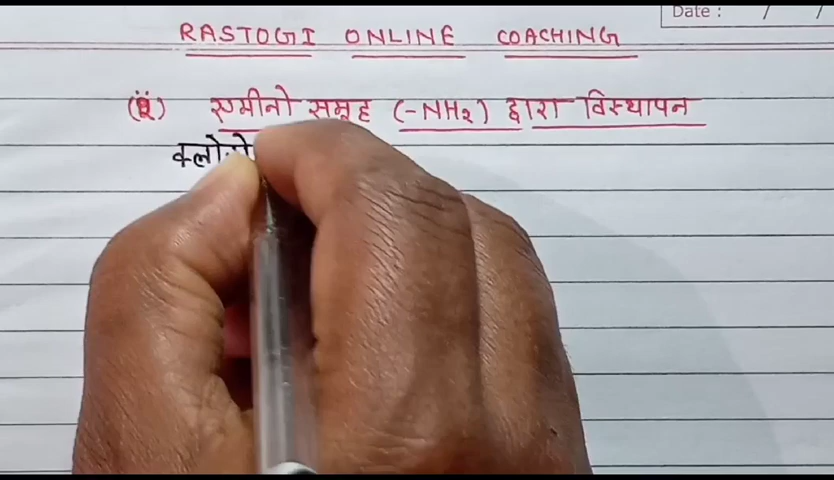 Date : / /
RASTOGI ONLINE COACHING
(ii) एमीनो समूह (-NH₂) द्वारा विस्थापन